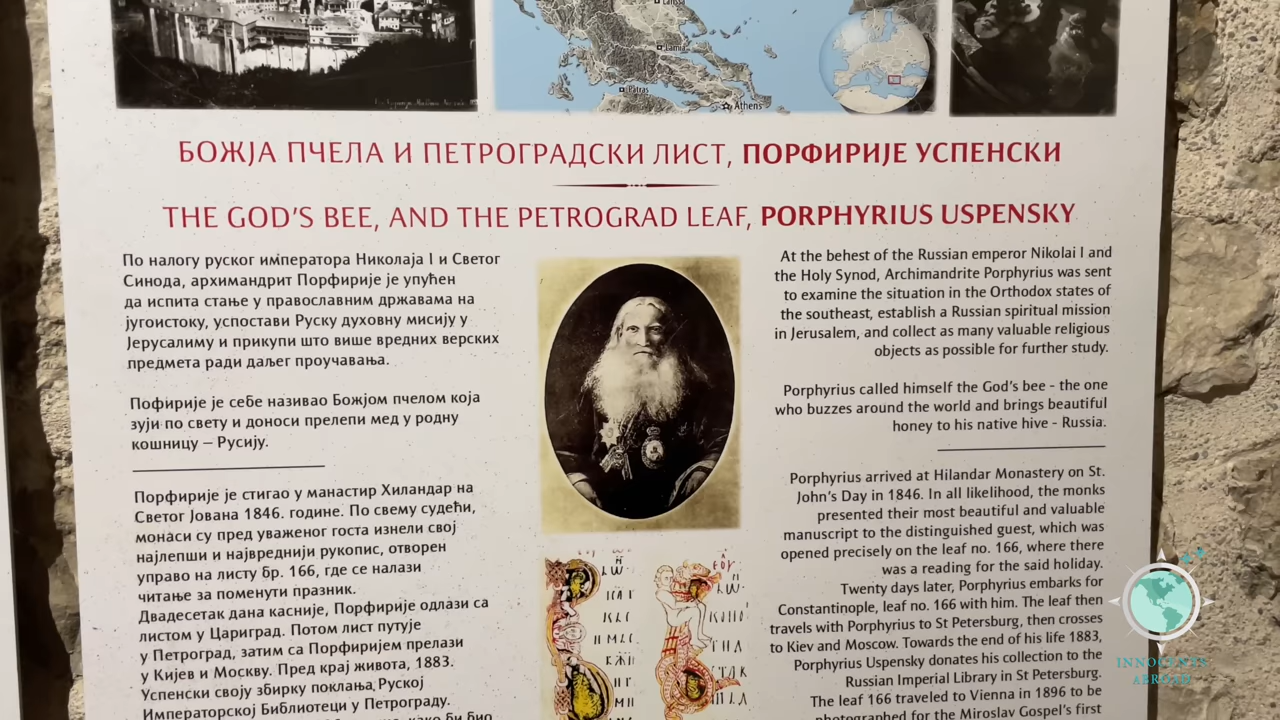 Larissa
Lamia
Patras
Athens
БОЖЈА ПЧЕЛА И ПЕТРОГРАДСКИ ЛИСТ, ПОРФИРИЈЕ УСПЕНСКИ
THE GOD'S BEE, AND THE PETROGRAD LEAF, PORPHYRIUS USPENSKY
По налогу руског императора Николаја I и Светог
Синода, архимандрит Порфирије је упућен
да испита стање у православним државама на
југоистоку, успостави Руску духовну мисију у
Јерусалиму и прикупи што више вредних верских
предмета ради даљег проучавања.
Пофирије је себе називао Божјом пчелом која
зуји по свету и доноси прелепи мед у родну
кошницу – Русију.
Порфирије је стигао у манастир Хиландар на
Светог Јована 1846. године. По свему судећи,
монаси су пред уваженог госта изнели свој
најлепши и највреднији рукопис, отворен
управо на листу бр. 166, где се налази
читање за поменути празник.
Двадесетак дана касније, Порфирије одлази са
листом у Цариград. Потом лист путује
у Петроград, затим са Порфиријем прелази
у Кијев и Москву. Пред крај живота, 1883.
Успенски своју збирку поклања Руској
Императорској Библиотеци у Петрограду.
At the behest of the Russian emperor Nikolai I and
the Holy Synod, Archimandrite Porphyrius was sent
to examine the situation in the Orthodox states of
the southeast, establish a Russian spiritual mission
in Jerusalem, and collect as many valuable religious
objects as possible for further study.
Porphyrius called himself the God's bee - the one
who buzzes around the world and brings beautiful
honey to his native hive - Russia.
Porphyrius arrived at Hilandar Monastery on St.
John's Day in 1846. In all likelihood, the monks
presented their most beautiful and valuable
manuscript to the distinguished guest, which was
opened precisely on the leaf no. 166, where there
was a reading for the said holiday.
Twenty days later, Porphyrius embarks for
Constantinople, leaf no. 166 with him. The leaf then
travels with Porphyrius to St Petersburg, then crosses
to Kiev and Moscow. Towards the end of his life 1883,
Porphyrius Uspensky donates his collection to the
Russian Imperial Library in St Petersburg.
The leaf 166 traveled to Vienna in 1896 to be
photographed for the Miroslav Gospel's first
INNOCENTS
ABROAD